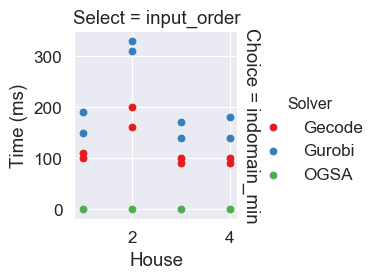 Select = input_order
Time (ms)
300
200
100
0
2
4
House
Choice = indomain_min
Solver
Gecode
Gurobi
OGSA